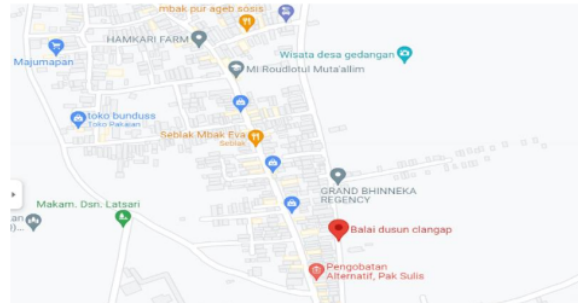 mbak pur ageb sosis
HAMKARI FARM
Majumapan
Wisata desa gedangan
MI Roudlotul Muta'allim
toko bunduss
Toko Pakaian
Seblak Mbak Eva
Seblak
GRAND BHINNEKA
REGENCY
Makam. Dsn. Latsari
Balai dusun clangap
Pengobatan
Alternatif, Pak Sulis